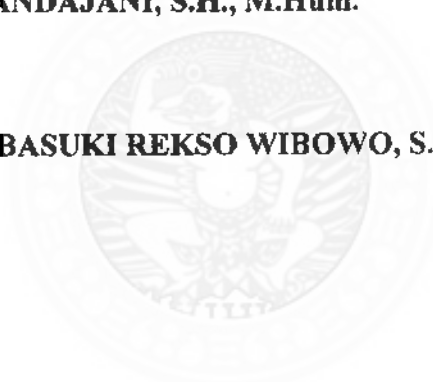 ANDAJANI, S.H., M.Hum.
BASUKI REKSO WIBOWO, S.